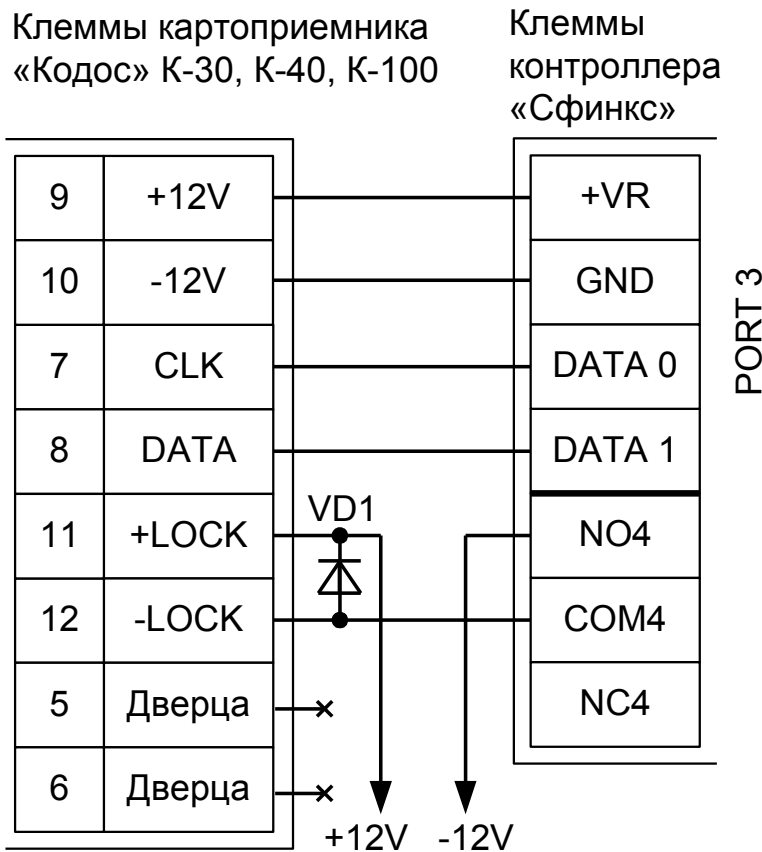 Клеммы картоприемника
«Кодос» К-30, К-40, К-100
Клеммы
контроллера
«Сфинкс»
9 +12V
10 -12V
7 CLK
8 DATA
11 +LOCK
12 -LOCK
5 Дверца
6 Дверца
VD1
+12V -12V
+VR
GND
DATA 0
DATA 1
NO4
COM4
NC4
PORT 3